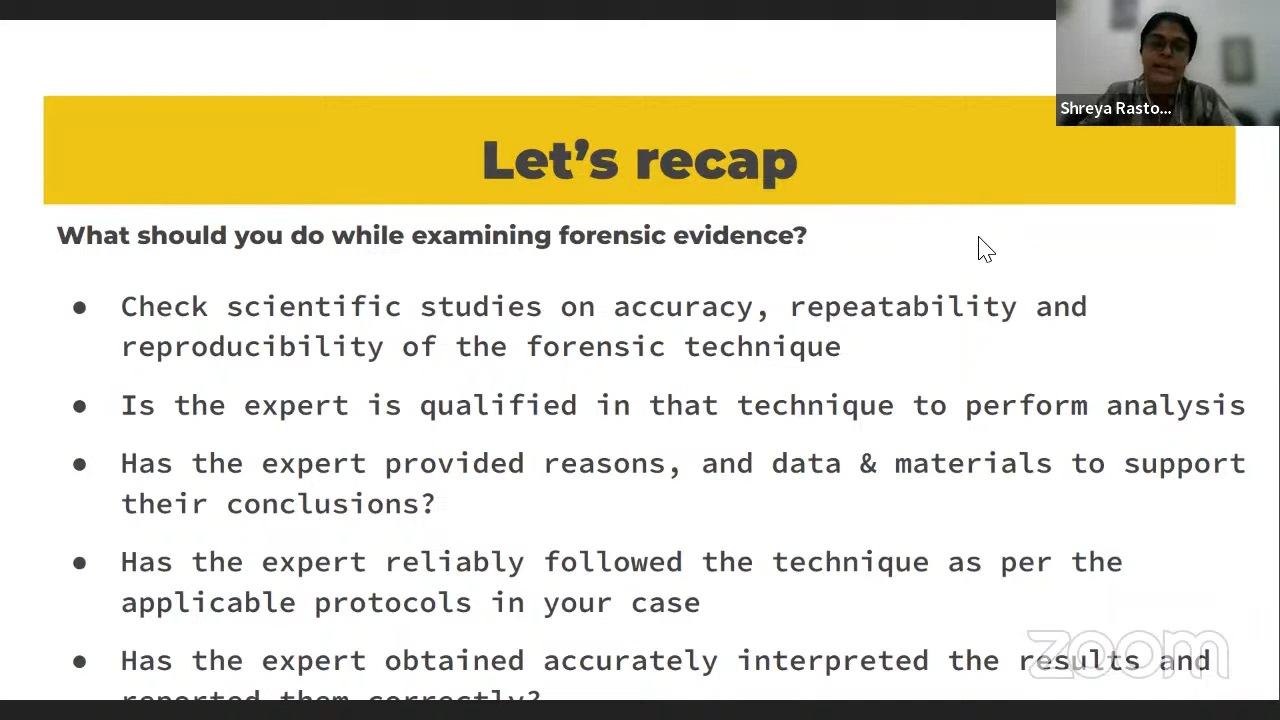 Shreya Rasto...
Let's recap
What should you do while examining forensic evidence?
● Check scientific studies on accuracy, repeatability and
reproducibility of the forensic technique
● Is the expert is qualified in that technique to perform analysis
● Has the expert provided reasons, and data & materials to support
their conclusions?
● Has the expert reliably followed the technique as per the
applicable protocols in your case
● Has the expert obtained accurately interpreted the results and
reported them correctly?
zoom